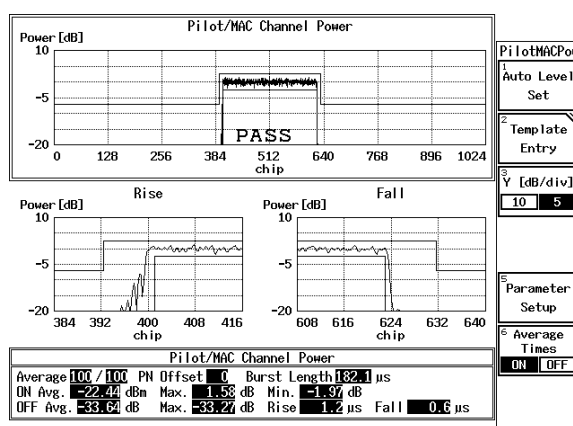 Pilot/MAC Channel Power
Power[dB]
10
-5
-20
PASS
0 128 256 384 512 640 768 896 1024
chip
Rise
Power[dB]
10
-5
-20
384 392 400 408 416
chip
Fall
Power[dB]
10
-5
-20
608 616 624 632 640
chip
Pilot/MAC Channel Power
Average 100 / 100 PN Offset 0 Burst Length 182.1 µs
ON Avg. -22.44 dBm Max. 1.58 dB Min. -1.97 dB
OFF Avg. -33.64 dB Max. -33.27 dB Rise 1.2 µs Fall 0.6 µs
PilotMACPow
1
Auto Level
Set
2
Template
Entry
3
Y [dB/div]
10 5
5
Parameter
Setup
6
Average
Times
ON OFF